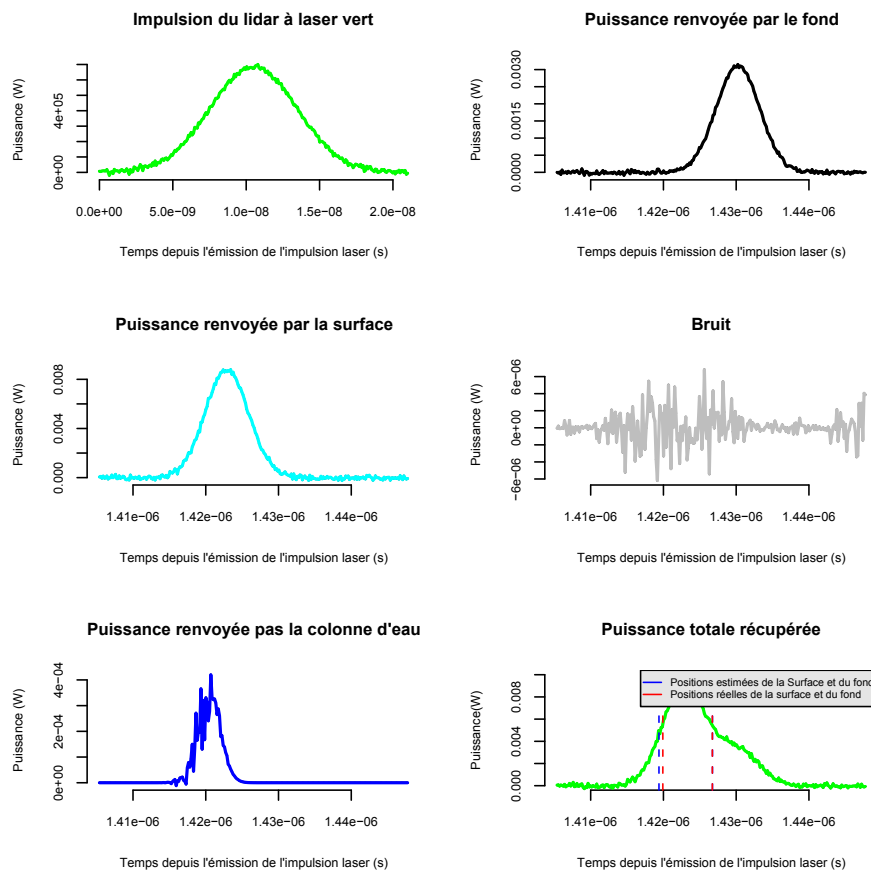 Impulsion du lidar à laser vert
Puissance (W)
0e+00
4e+05
0.0e+00
5.0e-09
1.0e-08
1.5e-08
2.0e-08
Temps depuis l'émission de l'impulsion laser (s)
Puissance renvoyée par le fond
Puissance (W)
0.0000
0.0015
0.0030
1.41e-06
1.42e-06
1.43e-06
1.44e-06
Temps depuis l'émission de l'impulsion laser (s)
Puissance renvoyée par la surface
Puissance (W)
0.000
0.004
0.008
1.41e-06
1.42e-06
1.43e-06
1.44e-06
Temps depuis l'émission de l'impulsion laser (s)
Bruit
Puissance (W)
−6e-06
0e+00
6e-06
1.41e-06
1.42e-06
1.43e-06
1.44e-06
Temps depuis l'émission de l'impulsion laser (s)
Puissance renvoyée pas la colonne d'eau
Puissance (W)
0e+00
2e-04
4e-04
1.41e-06
1.42e-06
1.43e-06
1.44e-06
Temps depuis l'émission de l'impulsion laser (s)
Puissance totale récupérée
Puissance(W)
0.000
0.004
0.008
Positions estimées de la Surface et du fond
Positions réelles de la surface et du fond
1.41e-06
1.42e-06
1.43e-06
1.44e-06
Temps depuis l'émission de l'impulsion laser (s)